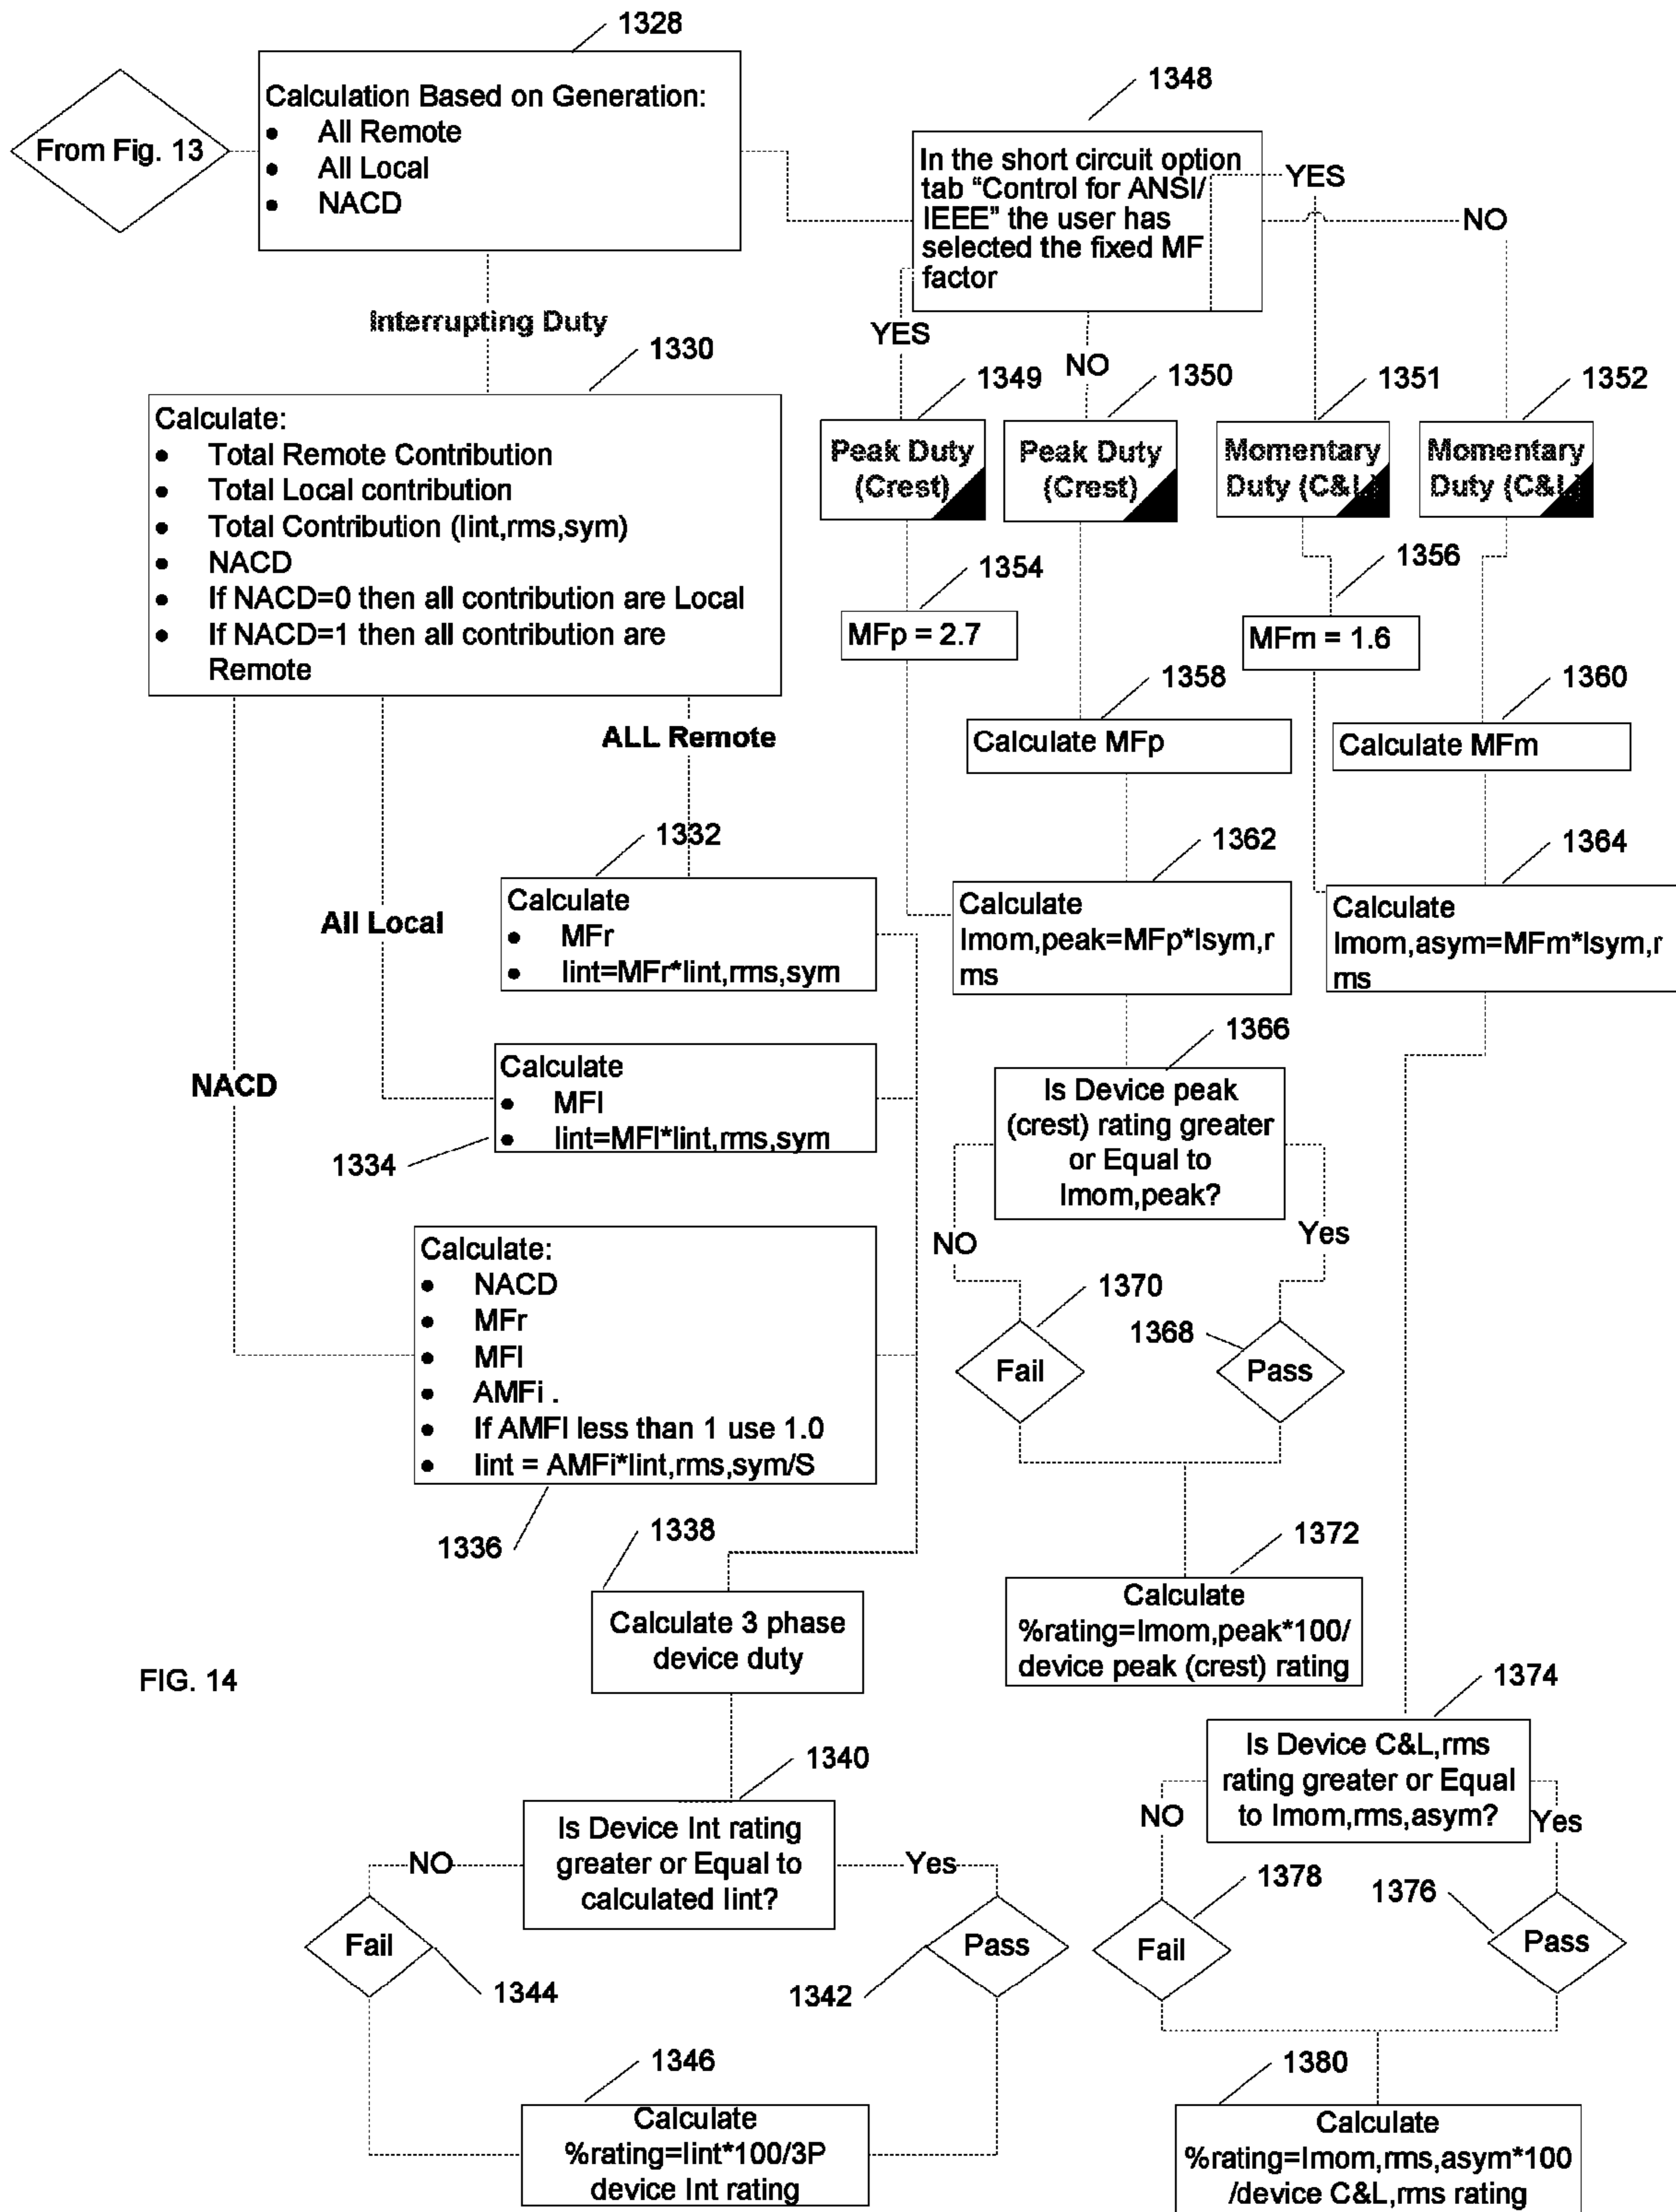 1328
Calculation Based on Generation:
• All Remote
• All Local
• NACD
From Fig. 13
1348
In the short circuit option
tab “Control for ANSI/
IEEE” the user has
selected the fixed MF
factor
YES
NO
YES
NO
Interrupting Duty
1330
Calculate:
• Total Remote Contribution
• Total Local contribution
• Total Contribution (Iint,rms,sym)
• NACD
• If NACD=0 then all contribution are Local
• If NACD=1 then all contribution are
Remote
1349
Peak Duty
(Crest)
1350
Peak Duty
(Crest)
1351
Momentary
Duty (C&L)
1352
Momentary
Duty (C&L)
1354
MFp = 2.7
1356
MFm = 1.6
1358
Calculate MFp
1360
Calculate MFm
ALL Remote
All Local
NACD
1332
Calculate
• MFr
• Iint=MFr*Iint,rms,sym
1334
Calculate
• MFl
• Iint=MFl*Iint,rms,sym
Calculate:
• NACD
• MFr
• MFl
• AMFi .
• If AMFI less than 1 use 1.0
• Iint = AMFi*Iint,rms,sym/S
1336
1362
Calculate
Imom,peak=MFp*Isym,r
ms
1364
Calculate
Imom,asym=MFm*Isym,r
ms
1366
Is Device peak
(crest) rating greater
or Equal to
Imom,peak?
NO
Yes
1370
Fail
1368
Pass
1372
Calculate
%rating=Imom,peak*100/
device peak (crest) rating
1338
Calculate 3 phase
device duty
FIG. 14
1340
Is Device Int rating
greater or Equal to
calculated Iint?
NO
Yes
Fail
1344
Pass
1342
1346
Calculate
%rating=Iint*100/3P
device Int rating
1374
Is Device C&L,rms
rating greater or Equal
to Imom,rms,asym?
NO
Yes
1378
Fail
1376
Pass
1380
Calculate
%rating=Imom,rms,asym*100
/device C&L,rms rating